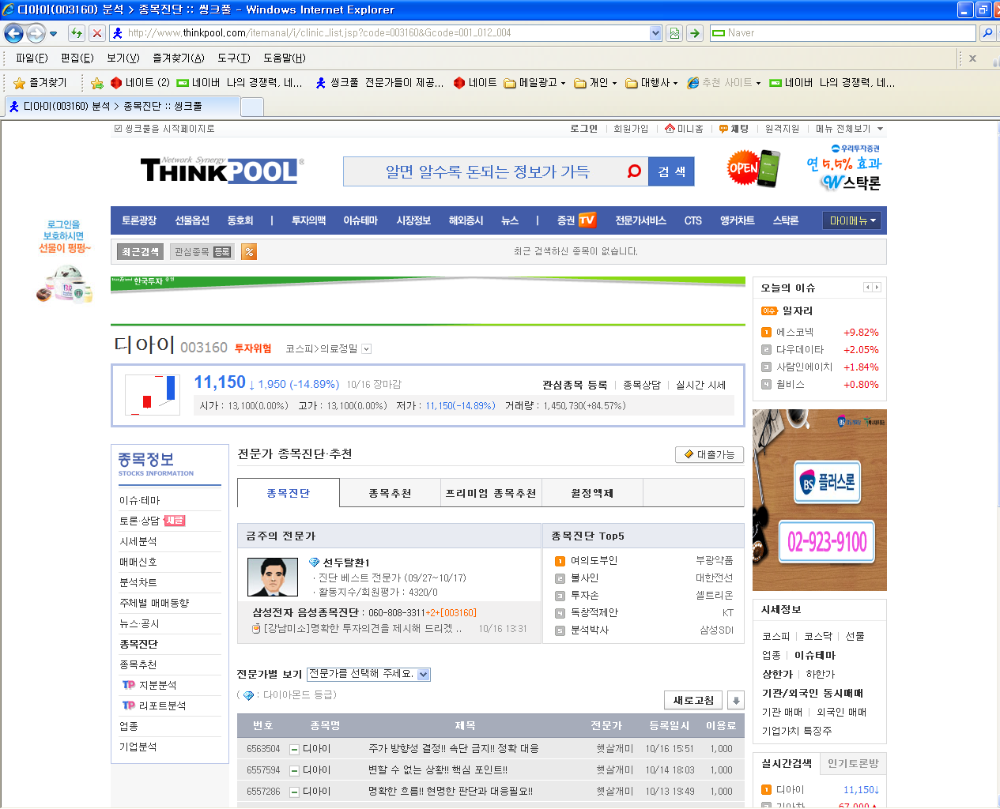 디아이(003160) 분석 > 종목진단 :: 씽크풀 - Windows Internet Explorer
http://www.thinkpool.com/itemanal/i/clinic_list.jsp?code=003160&Gcode=001_012_004
Naver
파일(F) 편집(E) 보기(V) 즐겨찾기(A) 도구(T) 도움말(H)
즐겨찾기 네이트 (2) 네이버 나의 경쟁력, 네... 씽크풀 전문가들이 제공... 네이트 메일광고 개인 대행사 추천 사이트 네이버 나의 경쟁력, 네...
디아이(003160) 분석 > 종목진단 :: 씽크풀
씽크풀을 시작페이지로
로그인 회원가입 미니홈 채팅 원격지원 메뉴 전체보기
Network Synergy
THINKPOOL
알면 알수록 돈되는 정보가 가득
검 색
OPEN
우리투자증권
연 5.5% 효과
W스탁론
토론광장 선물옵션 동호회 | 투자의맥 이슈테마 시장정보 해외증시 뉴스 | 증권 TV 전문가서비스 CTS 앵커차트 스탁론 마이메뉴
로그인을
보호하시면
선물이 펑펑~
최근검색 관심종목 등록 %
최근 검색하신 종목이 없습니다.
한국투자 증권
디아이 003160 투자위험 코스피>의료정밀
11,150 ↓ 1,950 (-14.89%) 10/16 장마감
관심종목 등록 종목상담 실시간 시세
시가 : 13,100(0.00%) 고가 : 13,100(0.00%) 저가 : 11,150(-14.89%) 거래량 : 1,450,730(+84.57%)
오늘의 이슈
이슈 일자리
1 에스코넥 +9.82%
2 다우데이타 +2.05%
3 사람인에이치 +1.84%
4 윌비스 +0.80%
BS 플러스론
02-923-9100
종목정보
STOCKS INFORMATION
이슈·테마
토론·상담 새글
시세분석
매매신호
분석차트
주체별 매매동향
뉴스·공시
종목진단
종목추천
TP 지분분석
TP 리포트분석
업종
기업분석
전문가 종목진단·추천
대출가능
종목진단 종목추천 프리미엄 종목추천 월정액제
금주의 전문가
선두탈환1
· 진단 베스트 전문가 (09/27~10/17)
· 활동지수/회원평가 : 4320/0
삼성전자 음성종목진단 : 060-808-3311+2+[003160]
[강남미소]명확한 투자의견을 제시해 드리겠 .. 10/16 13:31
종목진단 Top5
1 여의도부인 부광약품
2 불사인 대한전선
3 투자손 셀트리온
4 독창적제안 KT
5 분석박사 삼성SDI
전문가별 보기 전문가를 선택해 주세요.
( : 다이아몬드 등급)
새로고침
번호 종목명 제목 전문가 등록일시 이용료
6563504 디아이 주가 방향성 결정!! 속단 금지!! 정확 대응 햇살개미 10/16 15:51 1,000
6557594 디아이 변할 수 없는 상황!! 핵심 포인트!! 햇살개미 10/14 18:03 1,000
6557286 디아이 명확한 흐름!! 현명한 판단과 대응필요!! 햇살개미 10/13 19:49 1,000
시세정보
코스피 코스닥 선물
업종 이슈테마
상한가 하한가
기관/외국인 동시매매
기관 매매 외국인 매매
기업가치 특징주
실시간검색 인기토론방
1 디아이 11,150↓
2 기아차 67,000▲